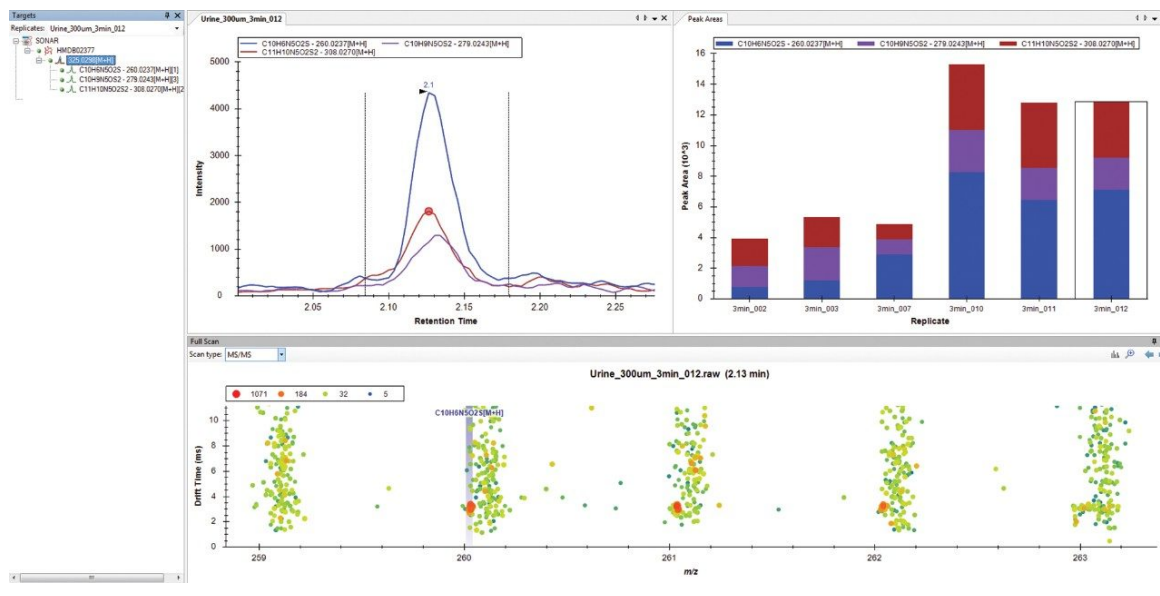 Targets
Replicates: Urine_300um_3min_012
SONAR
HMDB02377
325.0298[M+H]
C10H6N5O2S - 260.0237[M+H][1]
C10H9N5OS2 - 279.0243[M+H][3]
C11H10N5O2S2 - 308.0270[M+H][2
Urine_300um_3min_012
C10H6N5O2S - 260.0237[M+H] C10H9N5OS2 - 279.0243[M+H]
C11H10N5O2S2 - 308.0270[M+H]
5000
4000
3000
2000
1000
0
Intensity
2.1
2.05 2.10 2.15 2.20 2.25
Retention Time
Peak Areas
C10H6N5O2S - 260.0237[M+H] C10H9N5OS2 - 279.0243[M+H] C11H10N5O2S2 - 308.0270[M+H]
16
14
12
10
8
6
4
2
0
Peak Area (10^3)
3min_002 3min_003 3min_007 3min_010 3min_011 3min_012
Replicate
Full Scan
Scan type: MS/MS
Urine_300um_3min_012.raw (2.13 min)
1071 184 32 5
C10H6N5O2S[M+H]
10
8
6
4
2
0
Drift Time (ms)
259 260 261 262 263
m/z